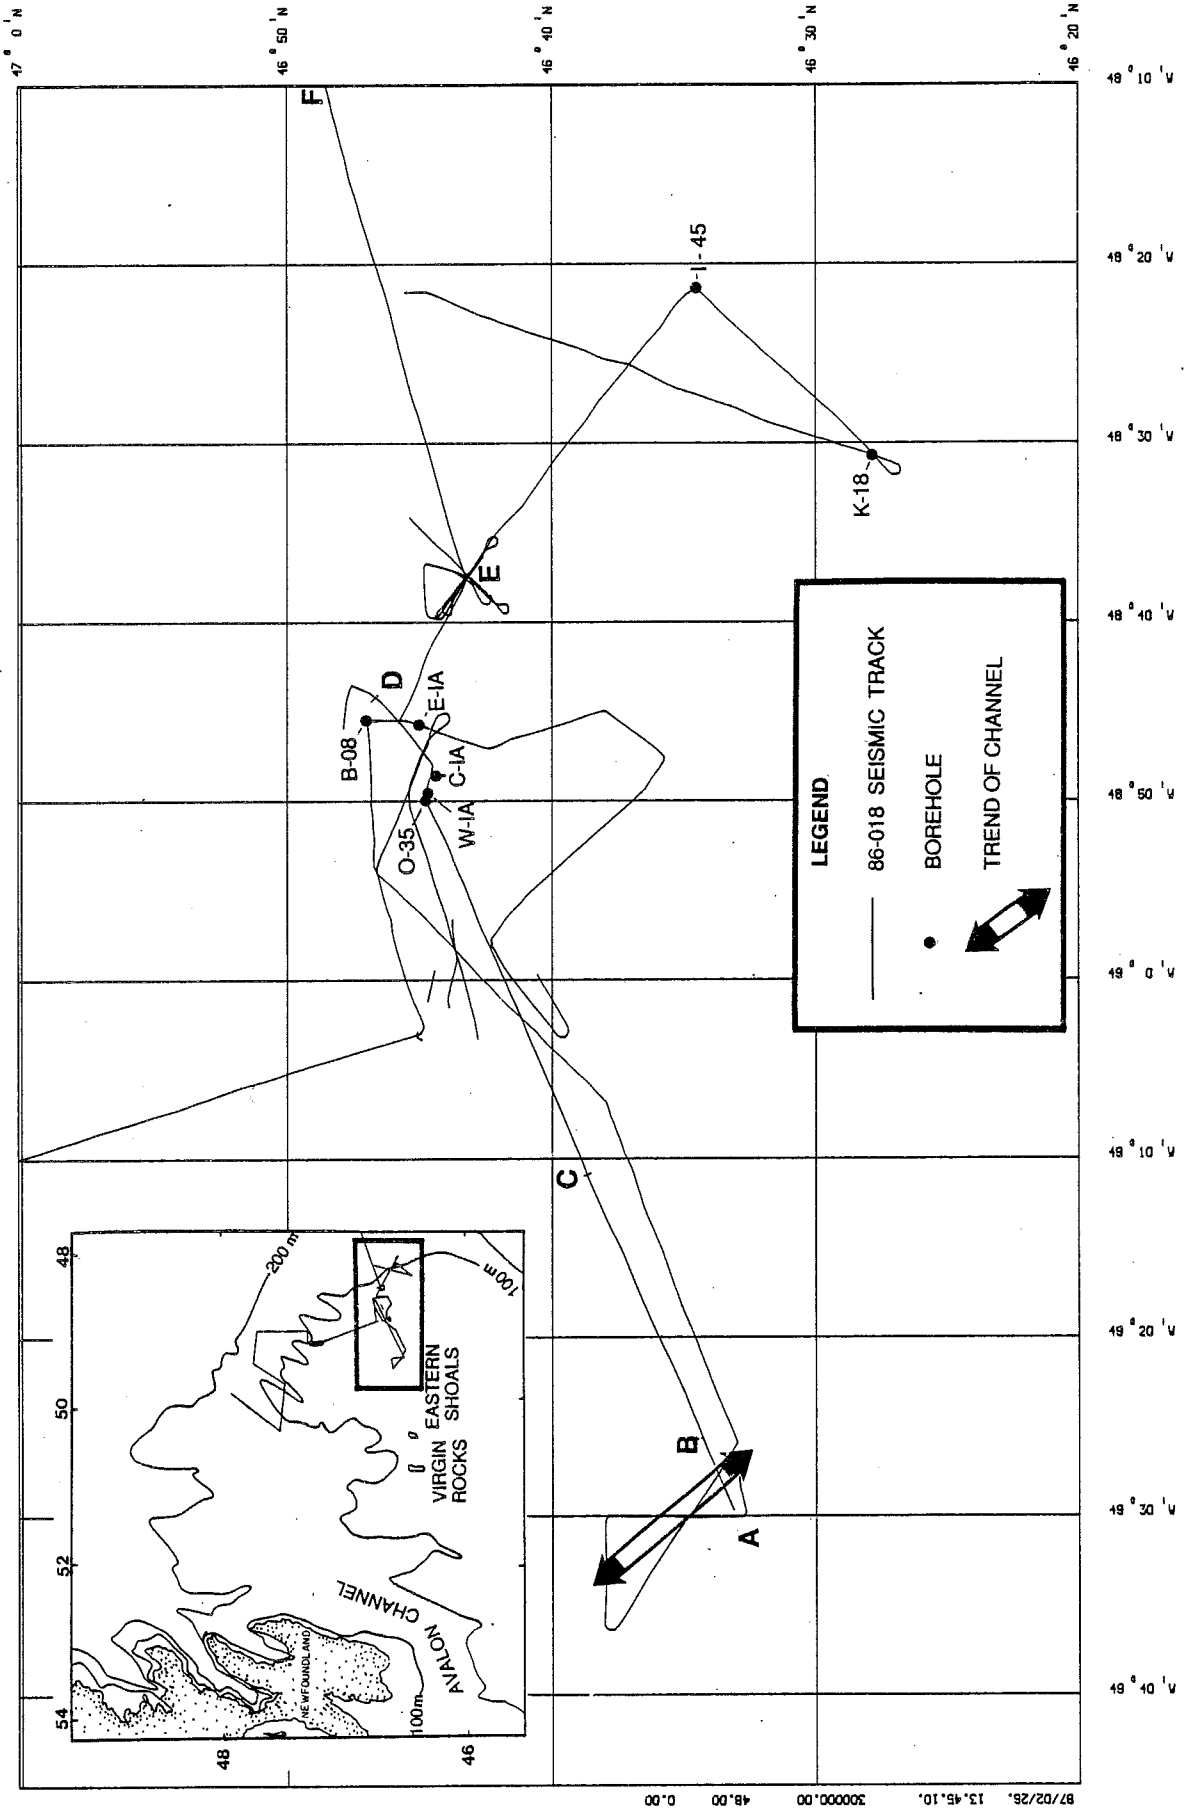 47° 0' N
46° 50' N
46° 40' N
46° 30' N
46° 20' N
48° 10' W
48° 20' W
48° 30' W
48° 40' W
48° 50' W
49° 0' W
49° 10' W
49° 20' W
49° 30' W
49° 40' W
F
I-45
K-18
E
D
B-08
E-IA
C-IA
W-IA
O-35
C
B
A
LEGEND
86-018 SEISMIC TRACK
BOREHOLE
TREND OF CHANNEL
54
52
50
48
48
46
200 m
100m
100m
NEWFOUNDLAND
AVALON CHANNEL
VIRGIN ROCKS
EASTERN SHOALS
87/02/26. 13.45.10.
300000.00 48.00 0.00